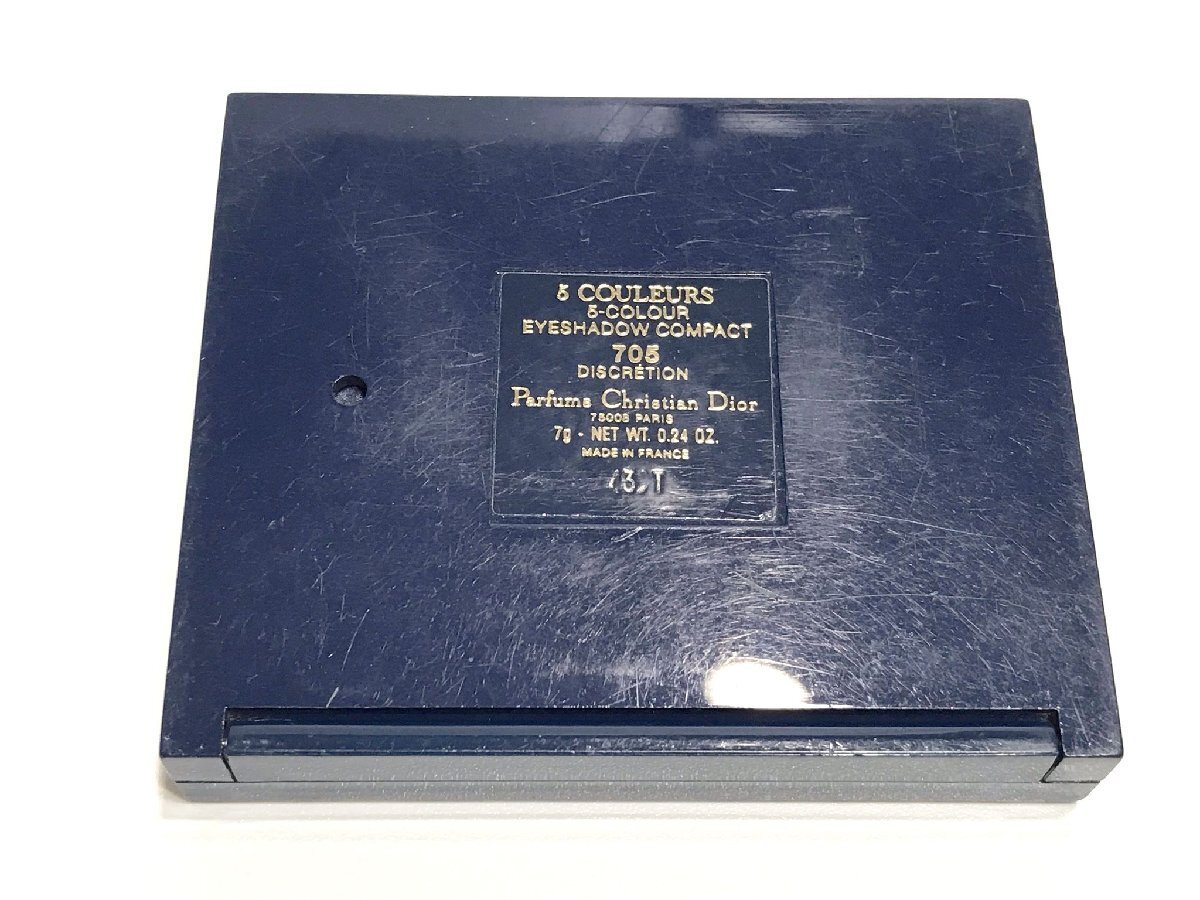 5 COULEURS
5-COLOUR
EYESHADOW COMPACT
705
DISCRÉTION
Parfums Christian Dior
75008 PARIS
7g - NET WT. 0.24 OZ.
MADE IN FRANCE